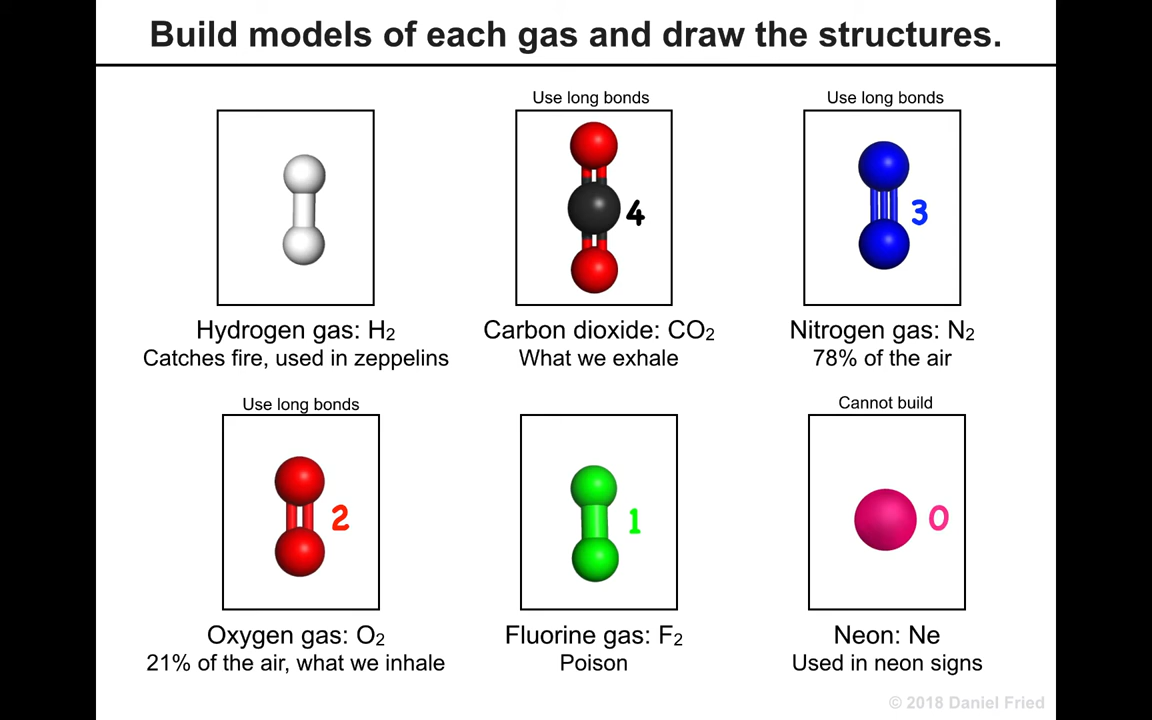 Build models of each gas and draw the structures.
Use long bonds
Use long bonds
4
3
Hydrogen gas: H₂
Carbon dioxide: CO₂
Nitrogen gas: N₂
Catches fire, used in zeppelins
What we exhale
78% of the air
Use long bonds
Cannot build
2
1
0
Oxygen gas: O₂
Fluorine gas: F₂
Neon: Ne
21% of the air, what we inhale
Poison
Used in neon signs
© 2018 Daniel Fried